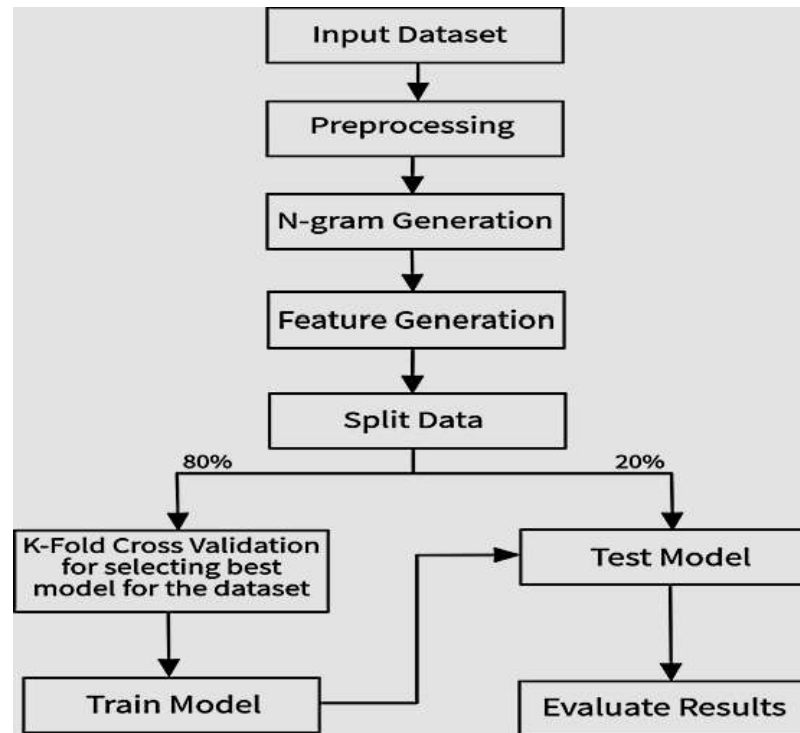 Input Dataset
Preprocessing
N-gram Generation
Feature Generation
Split Data
80%
20%
K-Fold Cross Validation
for selecting best
model for the dataset
Test Model
Train Model
Evaluate Results